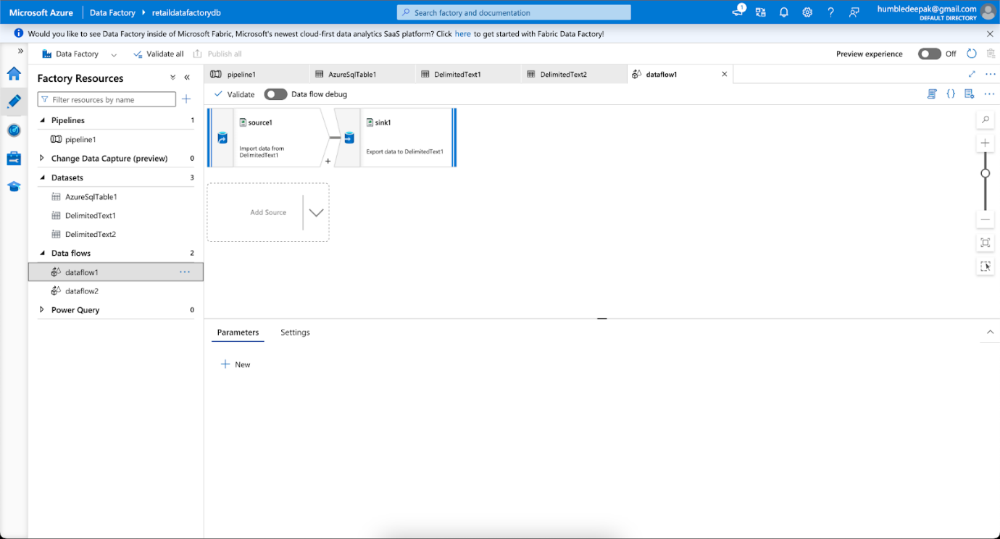 Microsoft Azure
Data Factory
retaildatafactorydb
Search factory and documentation
1
humbledeepak@gmail.com
DEFAULT DIRECTORY
Would you like to see Data Factory inside of Microsoft Fabric, Microsoft's newest cloud-first data analytics SaaS platform? Click here to get started with Fabric Data Factory!
Data Factory
Validate all
Publish all
Preview experience
Off
Factory Resources
Filter resources by name
Pipelines 1
pipeline1
Change Data Capture (preview) 0
Datasets 3
AzureSqlTable1
DelimitedText1
DelimitedText2
Data flows 2
dataflow1
dataflow2
Power Query 0
pipeline1
AzureSqlTable1
DelimitedText1
DelimitedText2
dataflow1
Validate
Data flow debug
source1
Import data from
DelimitedText1
sink1
Export data to DelimitedText1
Add Source
Parameters
Settings
New